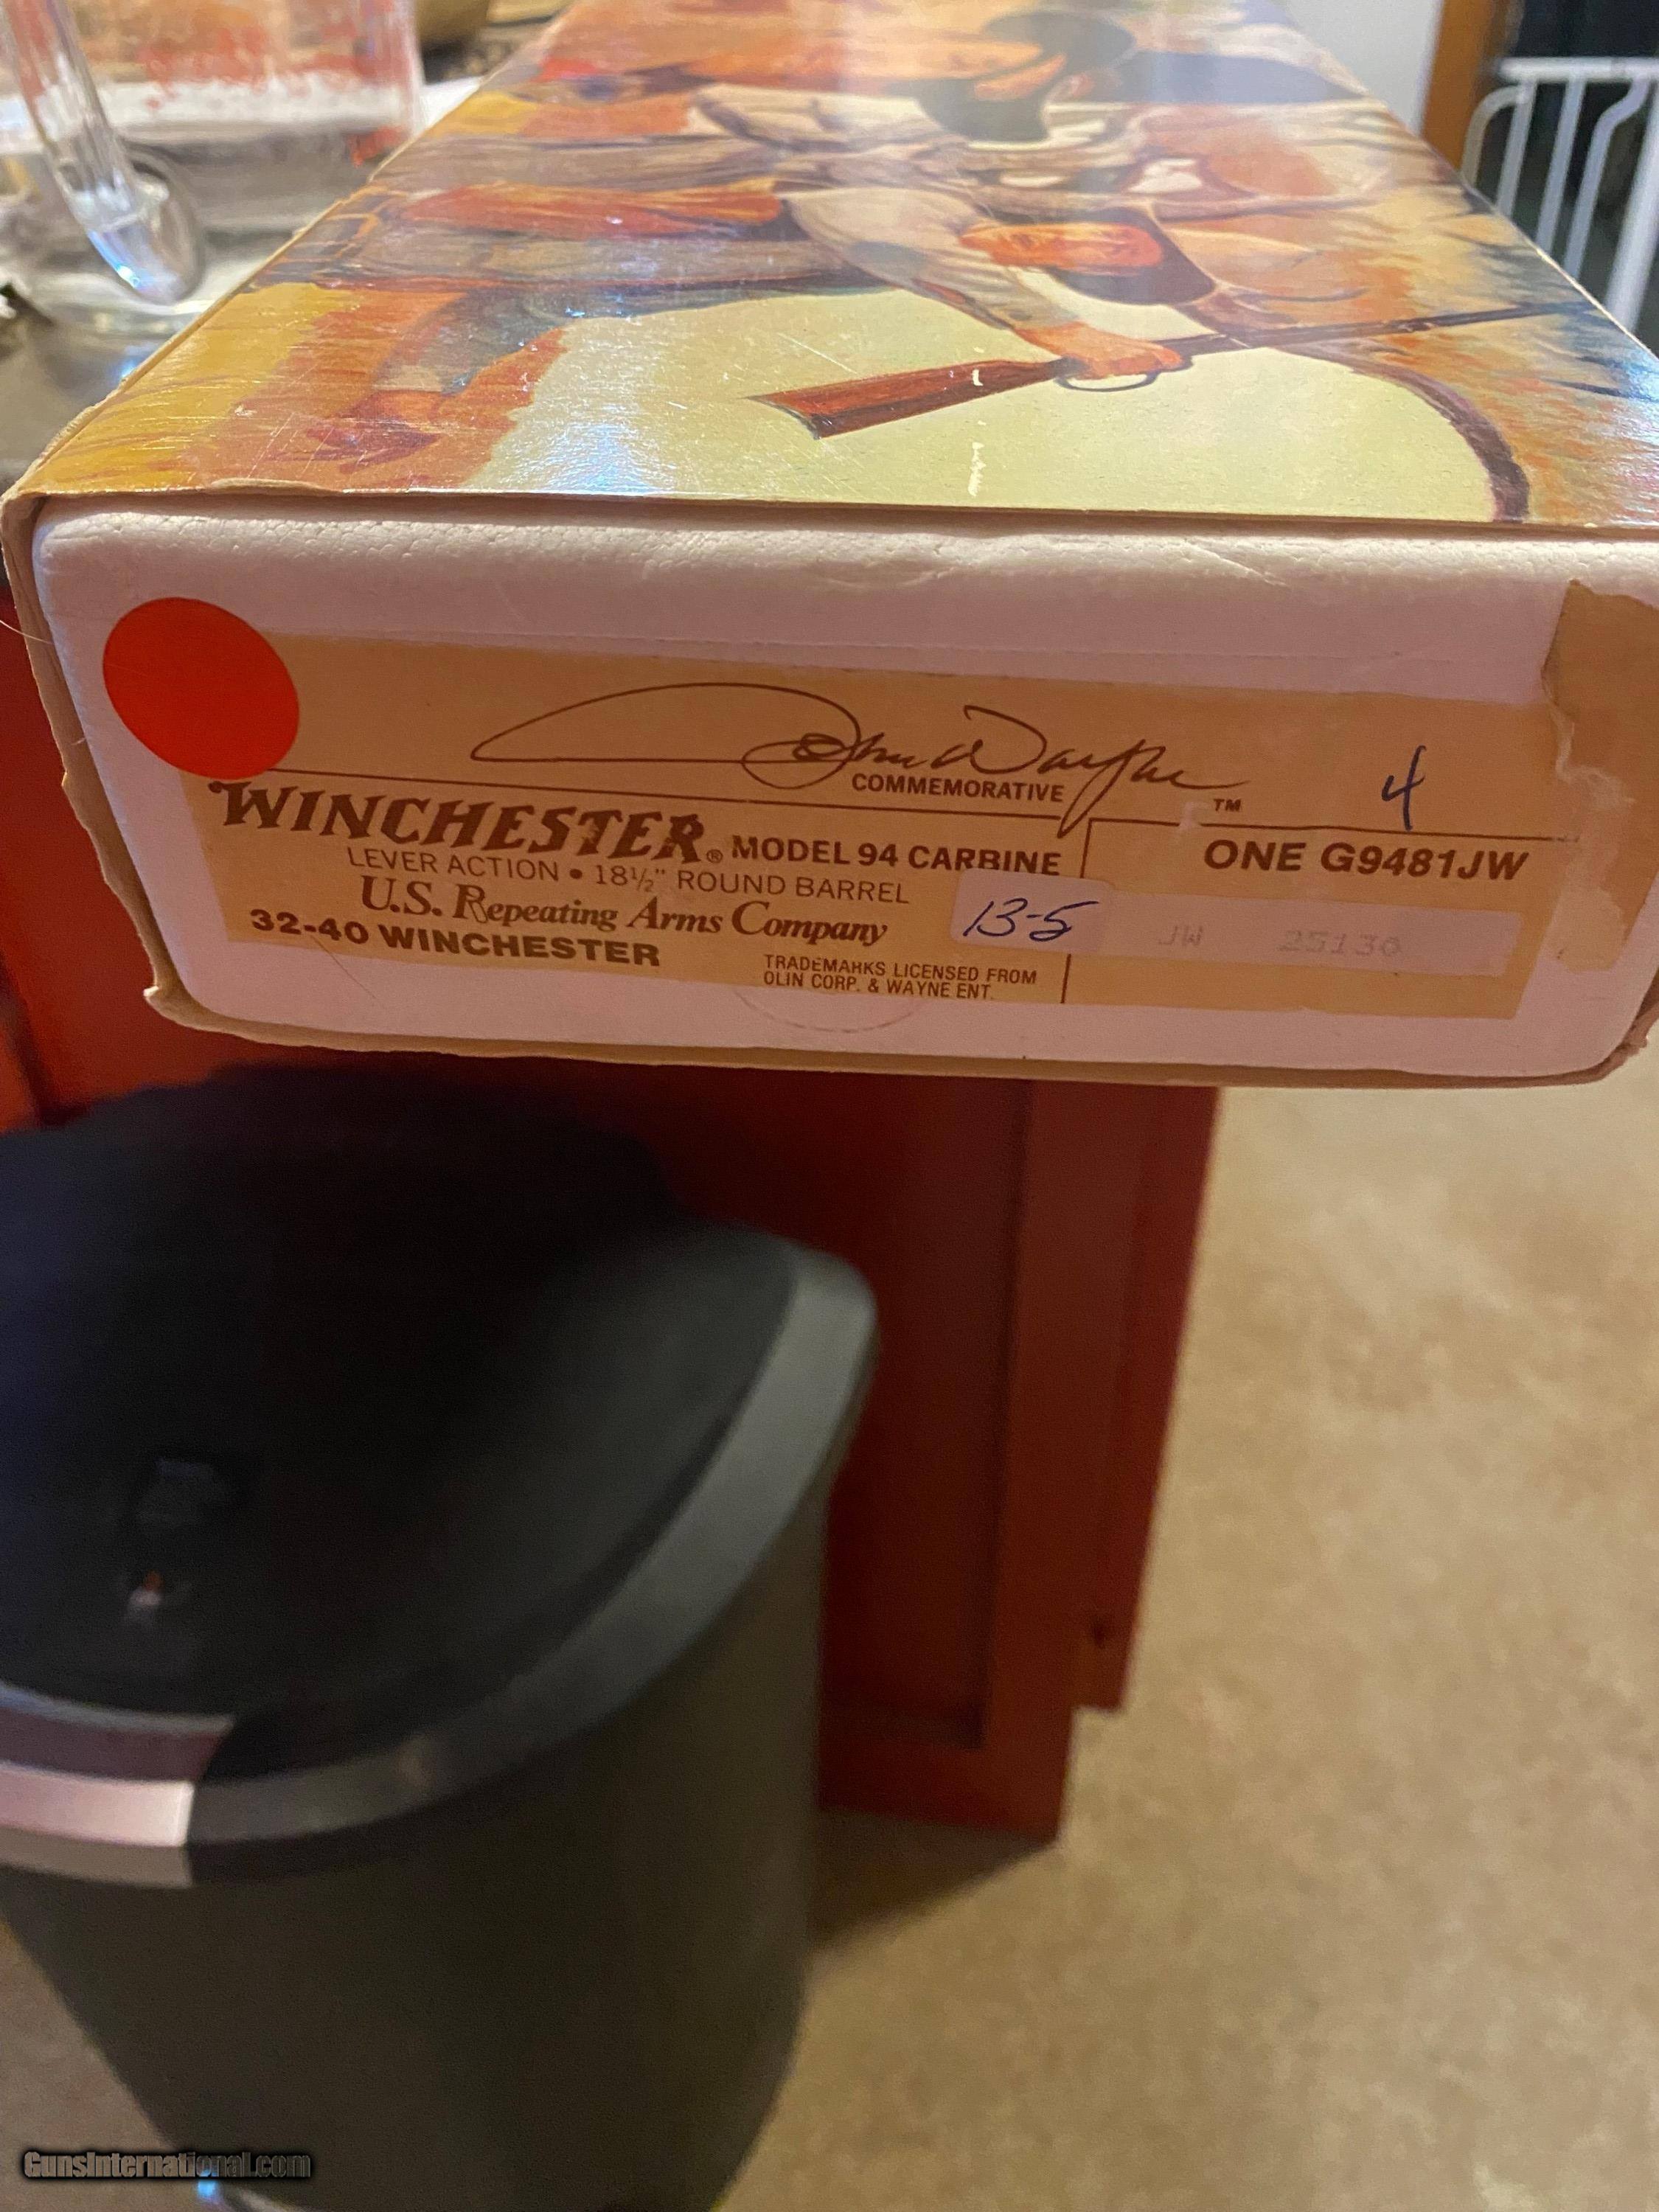 John Wayne
COMMEMORATIVE
TM
4
WINCHESTER® MODEL 94 CARBINE
LEVER ACTION • 18½" ROUND BARREL
U.S. Repeating Arms Company
32-40 WINCHESTER
TRADEMARKS LICENSED FROM
OLIN CORP. & WAYNE ENT.
13-5
ONE G9481JW
JW 25130
GunsInternational.com